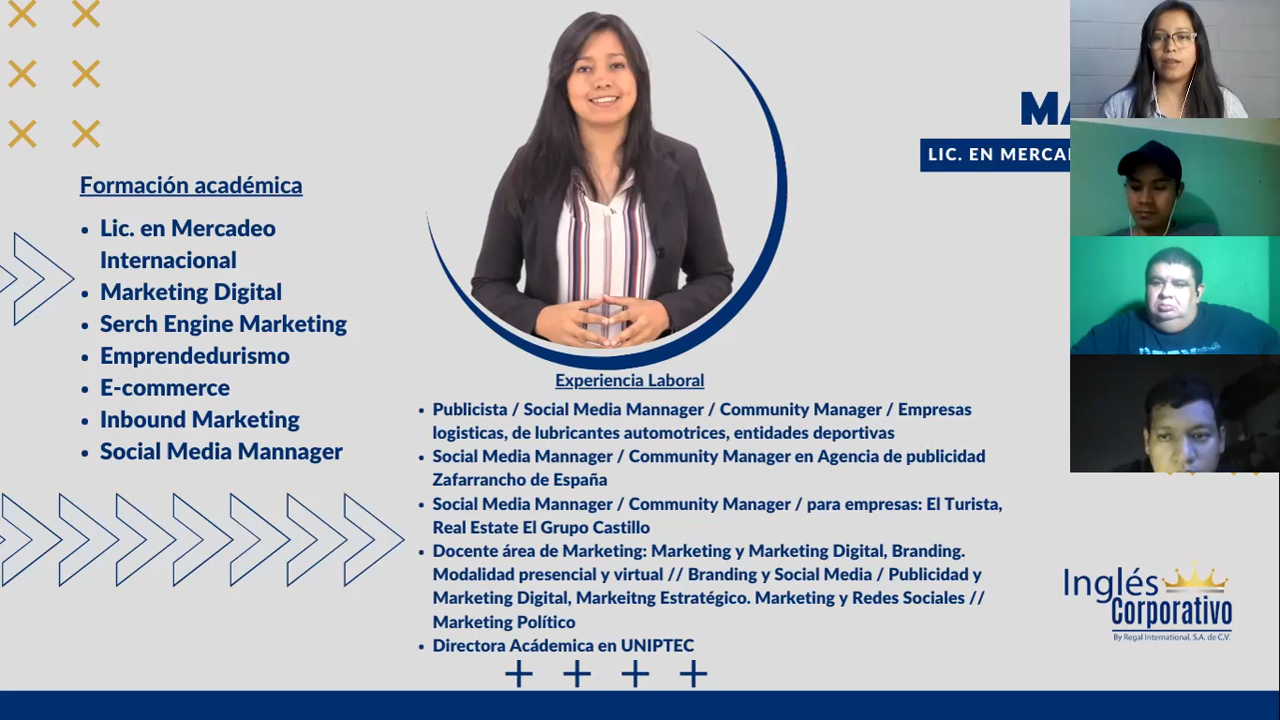 MA
LIC. EN MERCA
Formación académica
• Lic. en Mercadeo
Internacional
• Marketing Digital
• Serch Engine Marketing
• Emprendedurismo
• E-commerce
• Inbound Marketing
• Social Media Mannager
Experiencia Laboral
• Publicista / Social Media Mannager / Community Manager / Empresas
logisticas, de lubricantes automotrices, entidades deportivas
• Social Media Mannager / Community Manager en Agencia de publicidad
Zafarrancho de España
• Social Media Mannager / Community Manager / para empresas: El Turista,
Real Estate El Grupo Castillo
• Docente área de Marketing: Marketing y Marketing Digital, Branding.
Modalidad presencial y virtual // Branding y Social Media / Publicidad y
Marketing Digital, Markeitng Estratégico. Marketing y Redes Sociales //
Marketing Político
• Directora Acádemica en UNIPTEC
Inglés
Corporativo
By Regal International, S.A. de C.V.